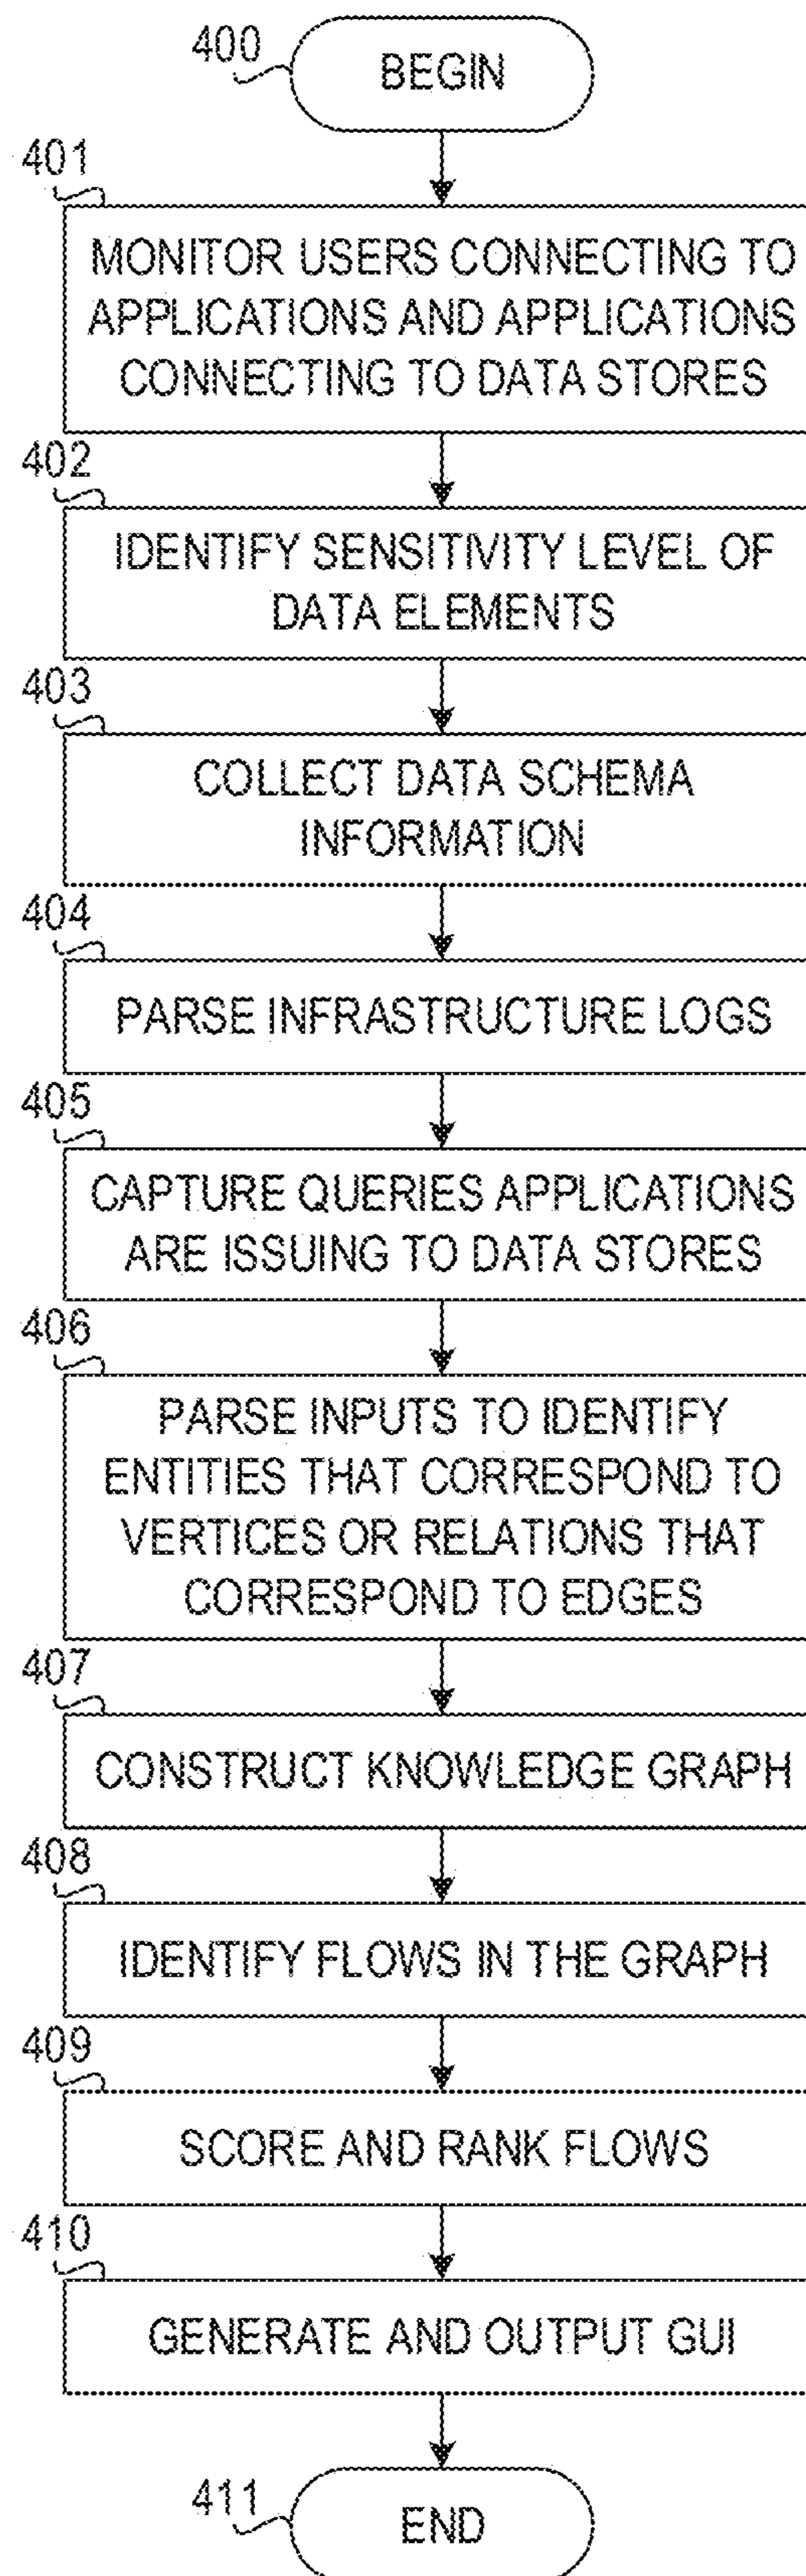 400
BEGIN
401
MONITOR USERS CONNECTING TO
APPLICATIONS AND APPLICATIONS
CONNECTING TO DATA STORES
402
IDENTIFY SENSITIVITY LEVEL OF
DATA ELEMENTS
403
COLLECT DATA SCHEMA
INFORMATION
404
PARSE INFRASTRUCTURE LOGS
405
CAPTURE QUERIES APPLICATIONS
ARE ISSUING TO DATA STORES
406
PARSE INPUTS TO IDENTIFY
ENTITIES THAT CORRESPOND TO
VERTICES OR RELATIONS THAT
CORRESPOND TO EDGES
407
CONSTRUCT KNOWLEDGE GRAPH
408
IDENTIFY FLOWS IN THE GRAPH
409
SCORE AND RANK FLOWS
410
GENERATE AND OUTPUT GUI
411
END